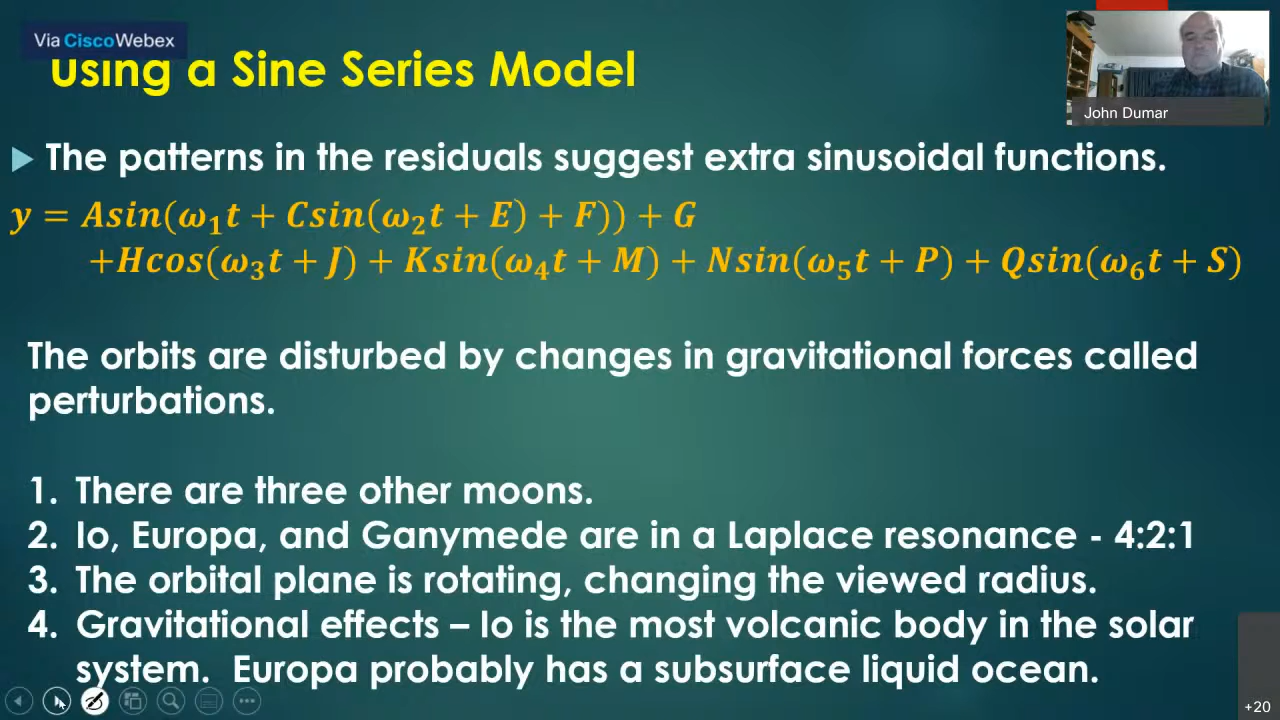 Via CiscoWebex
Using a Sine Series Model
John Dumar
The patterns in the residuals suggest extra sinusoidal functions.
y = Asin(ω₁t + Csin(ω₂t + E) + F)) + G
+Hcos(ω₃t + J) + Ksin(ω₄t + M) + Nsin(ω₅t + P) + Qsin(ω₆t + S)
The orbits are disturbed by changes in gravitational forces called
perturbations.
1. There are three other moons.
2. Io, Europa, and Ganymede are in a Laplace resonance - 4:2:1
3. The orbital plane is rotating, changing the viewed radius.
4. Gravitational effects – Io is the most volcanic body in the solar
system. Europa probably has a subsurface liquid ocean.
+20